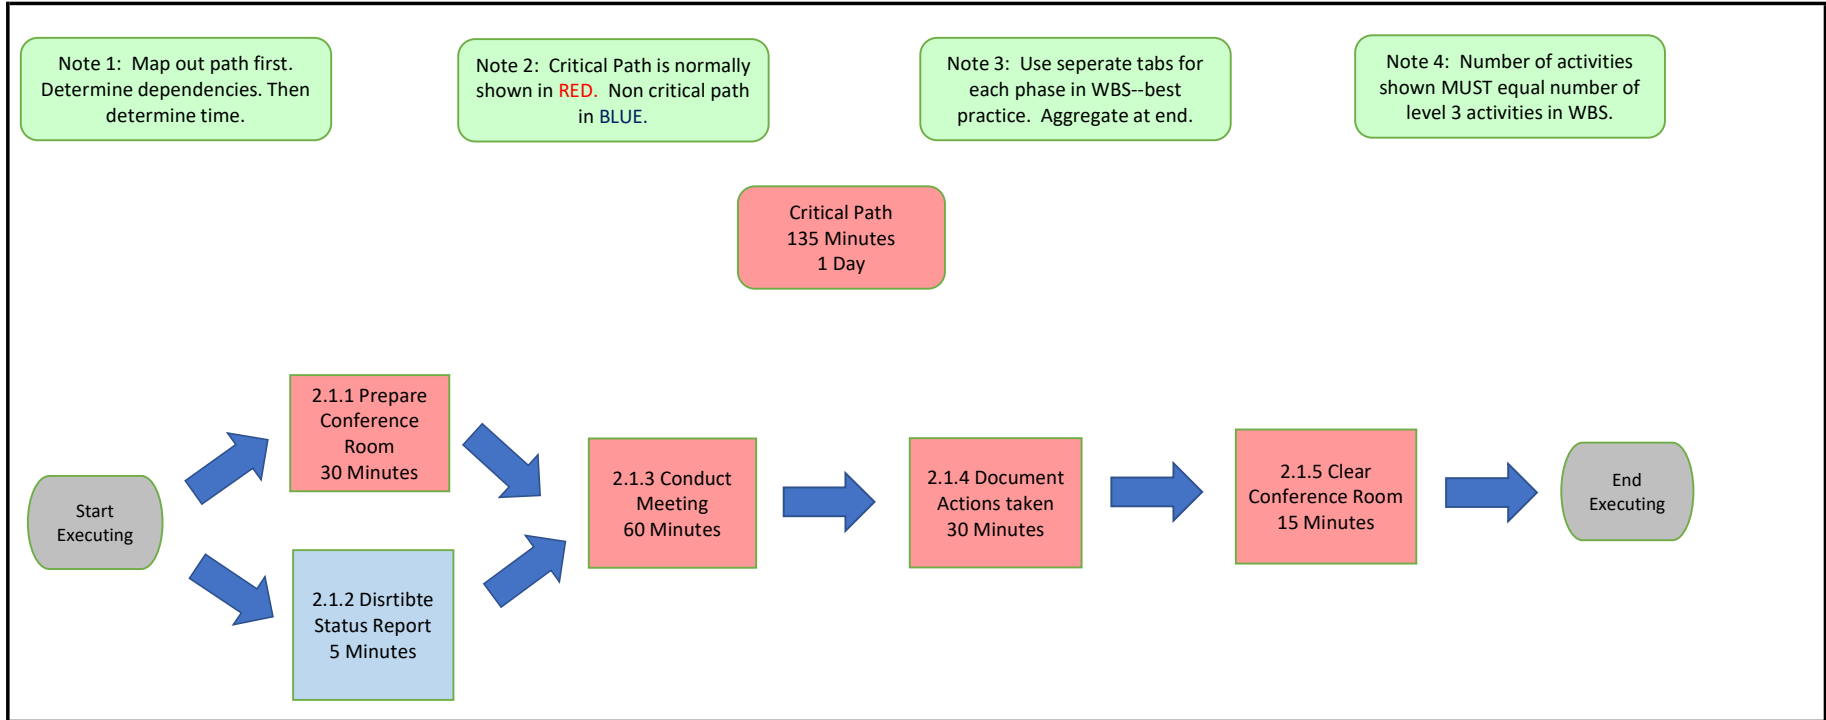 Note 1: Map out path first.
Determine dependencies. Then
determine time.
Note 2: Critical Path is normally
shown in RED. Non critical path
in BLUE.
Note 3: Use seperate tabs for
each phase in WBS--best
practice. Aggregate at end.
Note 4: Number of activities
shown MUST equal number of
level 3 activities in WBS.
Critical Path
135 Minutes
1 Day
Start
Executing
2.1.1 Prepare
Conference
Room
30 Minutes
2.1.2 Disrtibte
Status Report
5 Minutes
2.1.3 Conduct
Meeting
60 Minutes
2.1.4 Document
Actions taken
30 Minutes
2.1.5 Clear
Conference Room
15 Minutes
End
Executing